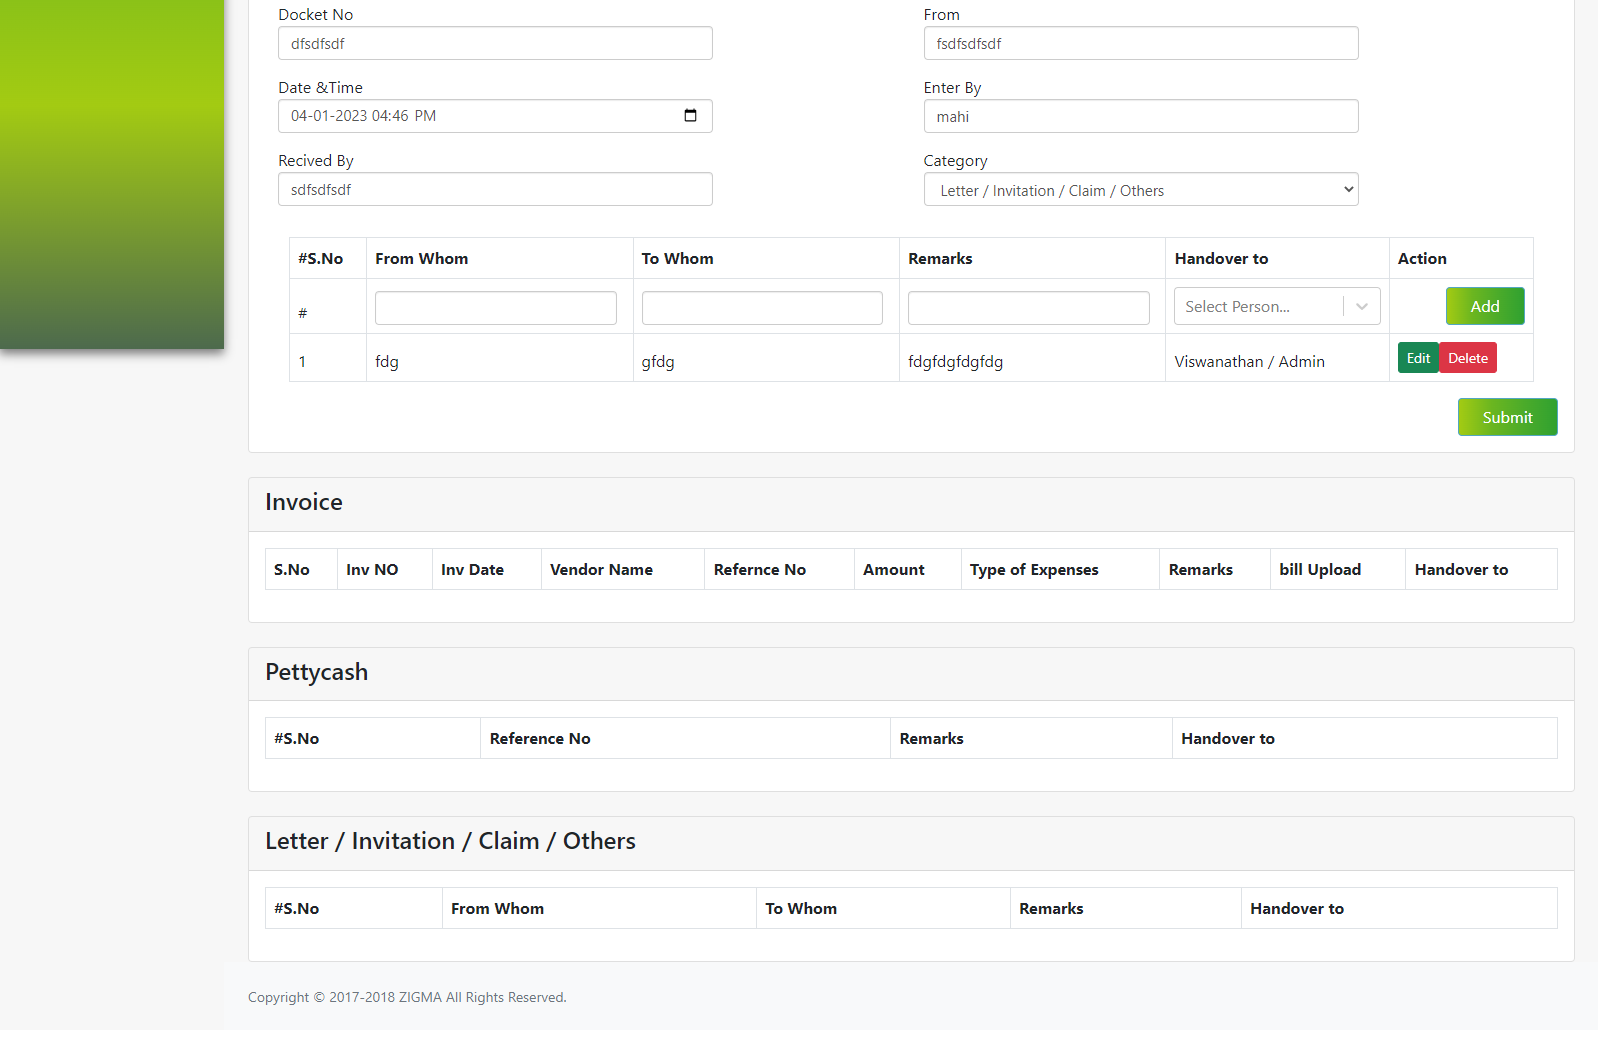 Docket No From
dfsdfsdf fsdfsdfsdf
Date &Time Enter By
04-01-2023 04:46 PM mahi
Recived By Category
sdfsdfsdf Letter / Invitation / Claim / Others
#S.No From Whom To Whom Remarks Handover to Action
# Select Person... Add
1 fdg gfdg fdgfdgfdgfdg Viswanathan / Admin Edit Delete
Submit
Invoice
S.No Inv NO Inv Date Vendor Name Refernce No Amount Type of Expenses Remarks bill Upload Handover to
Pettycash
#S.No Reference No Remarks Handover to
Letter / Invitation / Claim / Others
#S.No From Whom To Whom Remarks Handover to
Copyright © 2017-2018 ZIGMA All Rights Reserved.